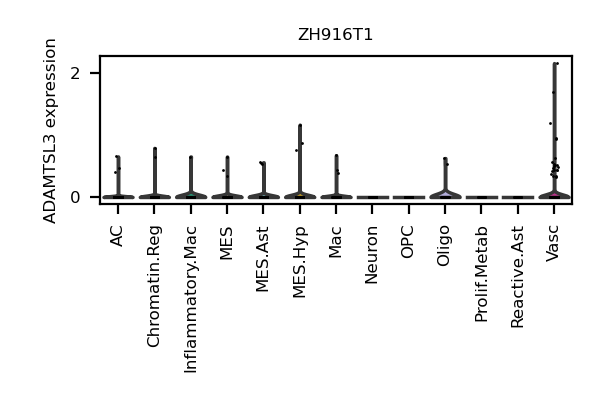 ZH916T1
ADAMTSL3 expression
2
0
AC
Chromatin.Reg
Inflammatory.Mac
MES
MES.Ast
MES.Hyp
Mac
Neuron
OPC
Oligo
Prolif.Metab
Reactive.Ast
Vasc